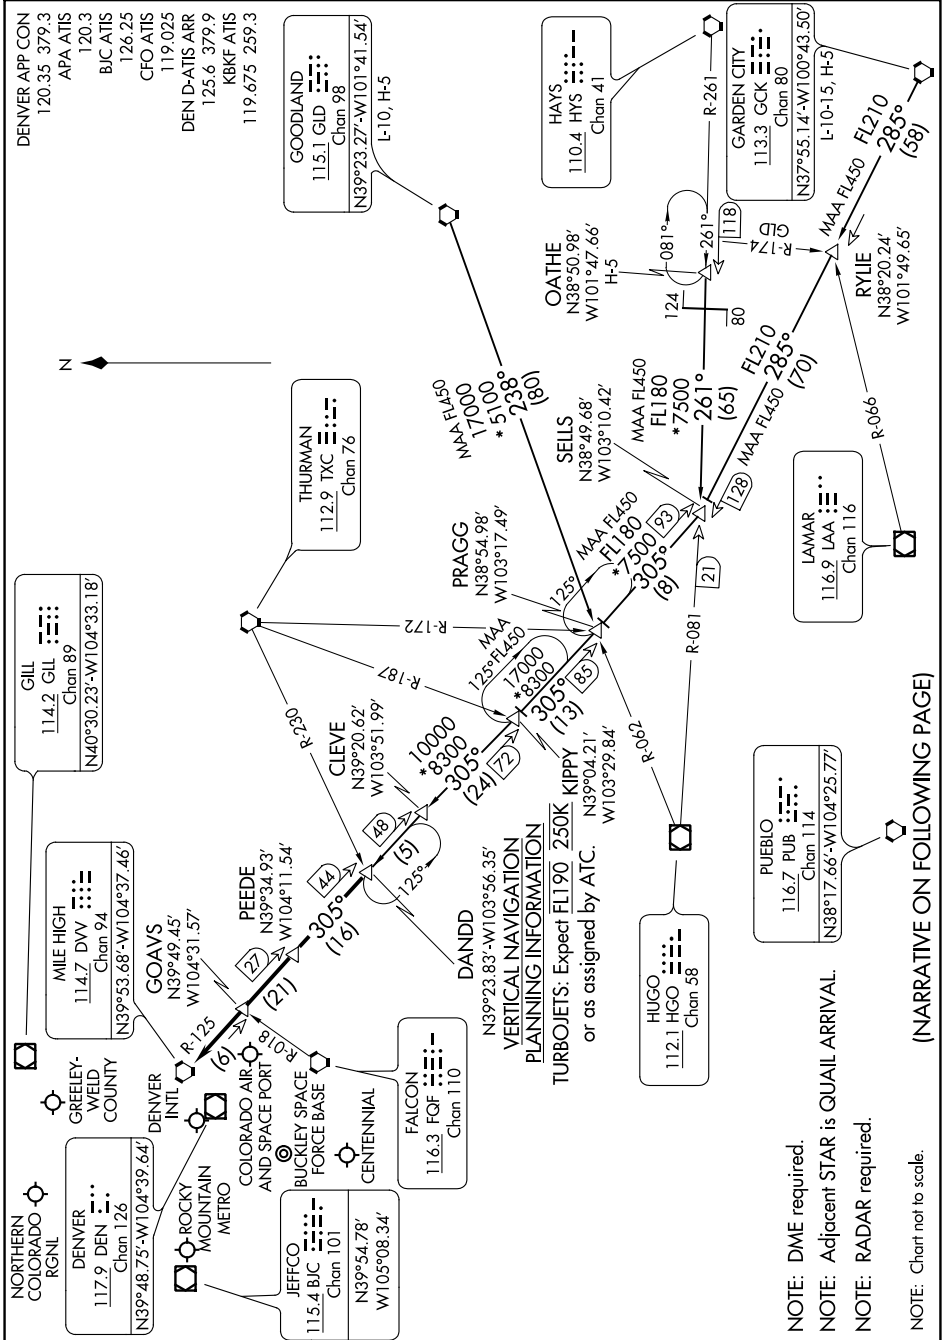 DENVER APP CON
120.35 379.3
APA ATIS
120.3
BJC ATIS
126.25
CFO ATIS
119.025
DEN D-ATIS ARR
125.6 379.9
KBKF ATIS
119.675 259.3
GOODLAND
115.1 GLD
Chan 98
N39°23.27'-W101°41.54'
L-10, H-5
HAYS
110.4 HYS
Chan 41
R-261
GARDEN CITY
113.3 GCK
Chan 80
N37°55.14'-W100°43.50'
L-10-15, H-5
MAA FL450
FL210
285°
(58)
RYLIE
N38°20.24'
W101°49.65'
R-174
GLD
118
261°
081°
OATHE
N38°50.98'
W101°47.66'
H-5
124
80
MAA FL450
FL180
*7500
261°
(65)
MAA FL450
FL210
285°
(70)
R-066
LAMAR
116.9 LAA
Chan 116
128
N
MAA FL450
17000
*5100
238°
(80)
SELLS
N38°49.68'
W103°10.42'
THURMAN
112.9 TXC
Chan 76
R-172
R-187
R-230
PRAGG
N38°54.98'
W103°17.49'
125°
MAA FL450
FL180
*7500
305°
(8)
93
21
R-081
R-062
MAA
FL450
125°
17000
*8300
305°
(13)
85
KIPPY
N39°04.21'
W103°29.84'
10000
*8300
305°
(24)
72
CLEVE
N39°20.62'
W103°51.99'
48
(5)
125°
DANDD
N39°23.83'-W103°56.35'
44
305°
(16)
PEEDE
N39°34.93'
W104°11.54'
27
(21)
GOAVS
N39°49.45'
W104°31.57'
R-125
(6)
R-018
GILL
114.2 GLL
Chan 89
N40°30.23'-W104°33.18'
MILE HIGH
114.7 DVV
Chan 94
N39°53.68'-W104°37.46'
GREELEY-
WELD
COUNTY
DENVER
INTL
NORTHERN
COLORADO
RGNL
DENVER
117.9 DEN
Chan 126
N39°48.75'-W104°39.64'
ROCKY
MOUNTAIN
METRO
COLORADO AIR
AND SPACE PORT
BUCKLEY SPACE
FORCE BASE
CENTENNIAL
JEFFCO
115.4 BJC
Chan 101
N39°54.78'
W105°08.34'
FALCON
116.3 FQF
Chan 110
VERTICAL NAVIGATION
PLANNING INFORMATION
TURBOJETS: Expect FL190 250K
or as assigned by ATC.
HUGO
112.1 HGO
Chan 58
PUEBLO
116.7 PUB
Chan 114
N38°17.66'-W104°25.77'
NOTE: DME required.
NOTE: Adjacent STAR is QUAIL ARRIVAL.
NOTE: RADAR required.
NOTE: Chart not to scale.
(NARRATIVE ON FOLLOWING PAGE)